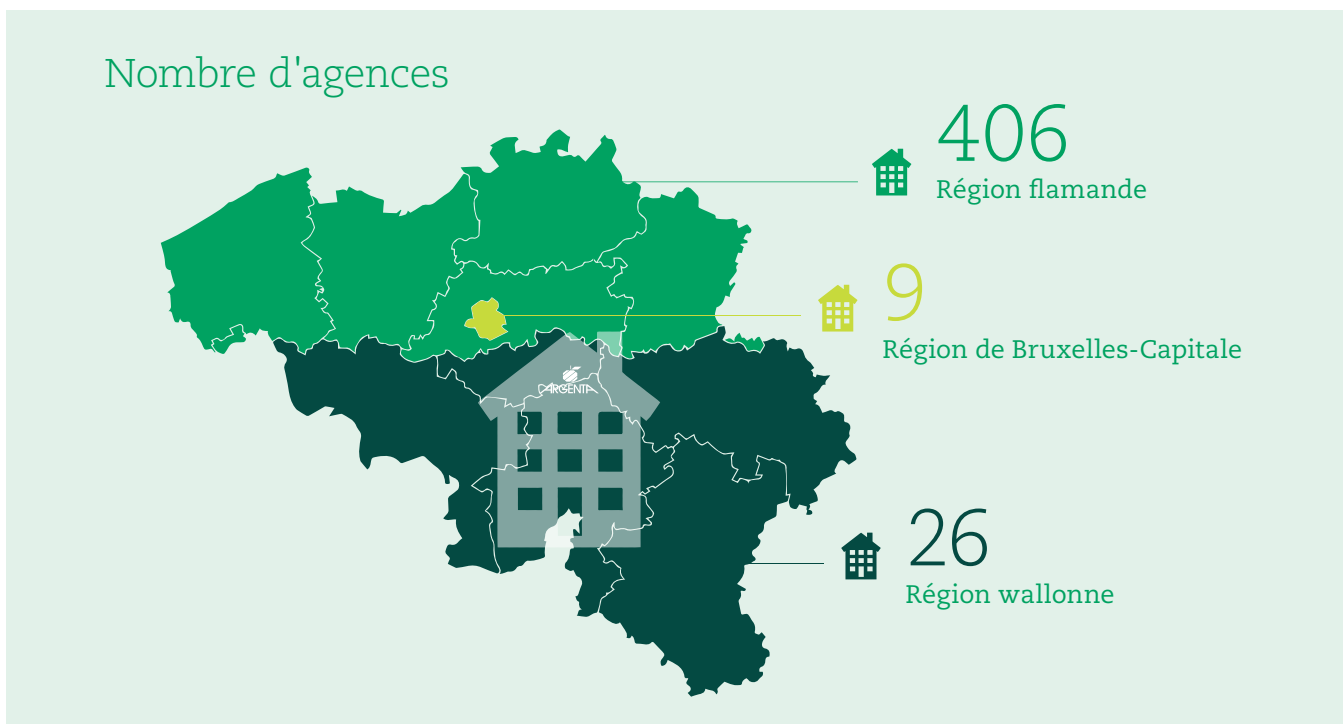 Nombre d'agences
406
Région flamande
9
Région de Bruxelles-Capitale
ARGENTA
26
Région wallonne